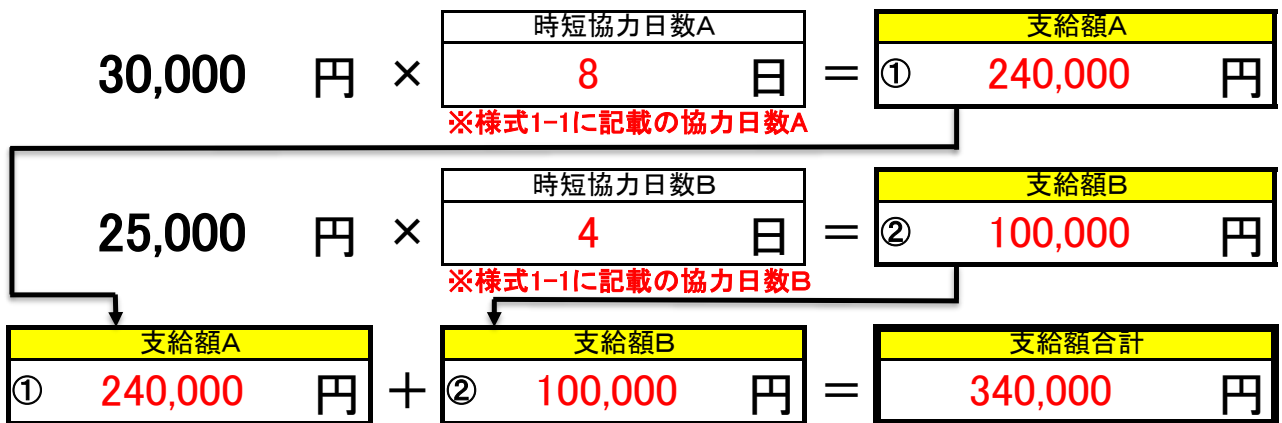 時短協力日数A 支給額A
30,000 円 × 8 日 = ① 240,000 円
※様式1-1に記載の協力日数A
時短協力日数B 支給額B
25,000 円 × 4 日 = ② 100,000 円
※様式1-1に記載の協力日数B
支給額A 支給額B 支給額合計
① 240,000 円 + ② 100,000 円 = 340,000 円